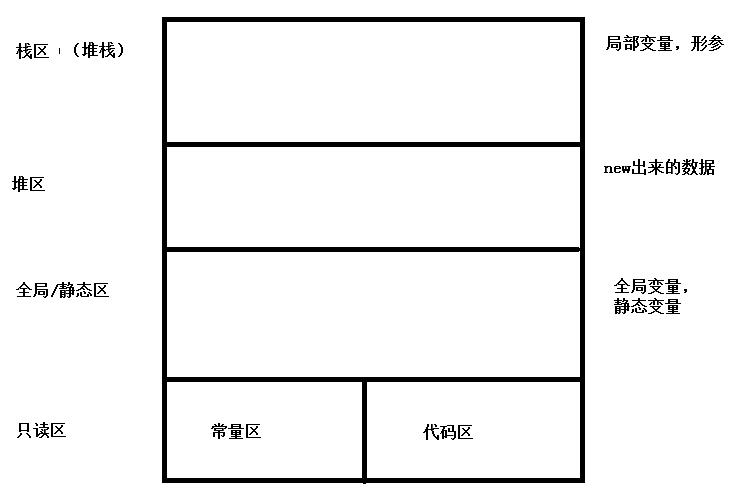 栈区 （堆栈）
局部变量，形参
堆区
new出来的数据
全局/静态区
全局变量，
静态变量
只读区
常量区
代码区